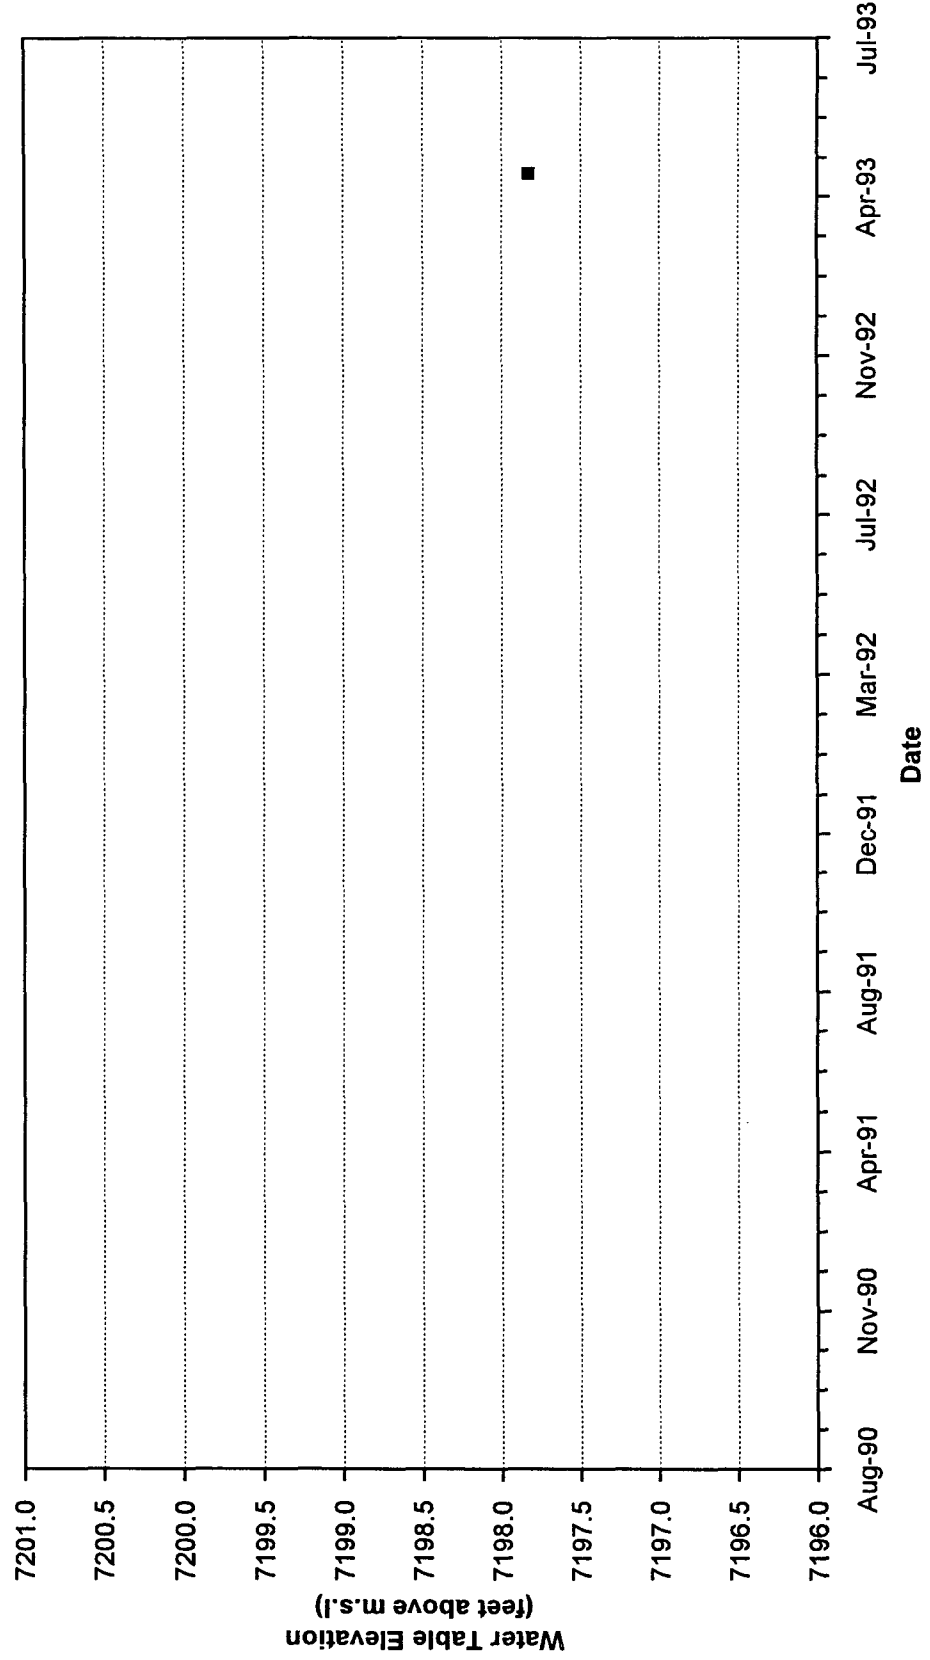 Water Table Elevation
(feet above m.s.l)
7201.0
7200.5
7200.0
7199.5
7199.0
7198.5
7198.0
7197.5
7197.0
7196.5
7196.0
Aug-90
Nov-90
Apr-91
Aug-91
Dec-91
Mar-92
Jul-92
Nov-92
Apr-93
Jul-93
Date